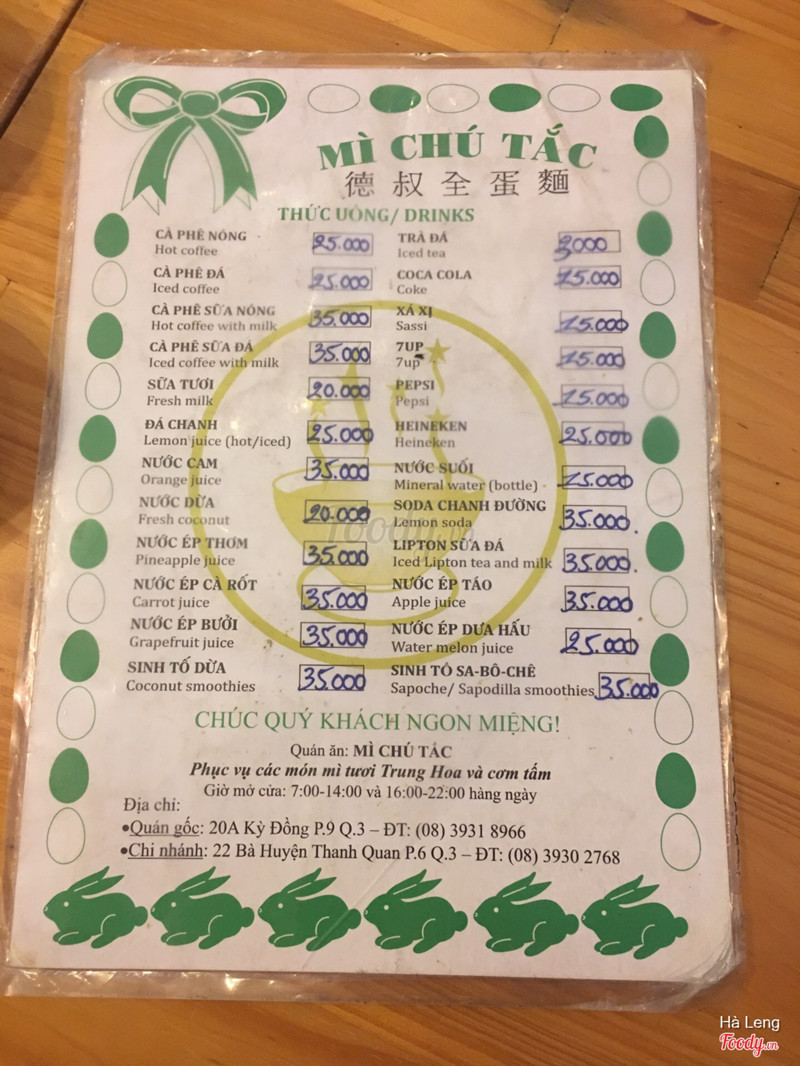 MÌ CHÚ TẮC
德叔全蛋麵
THỨC UỐNG/ DRINKS
CÀ PHÊ NÓNG 25.000
Hot coffee
CÀ PHÊ ĐÁ 25.000
Iced coffee
CÀ PHÊ SỮA NÓNG 35.000
Hot coffee with milk
CÀ PHÊ SỮA ĐÁ 35.000
Iced coffee with milk
SỮA TƯƠI 20.000
Fresh milk
ĐÁ CHANH 25.000
Lemon juice (hot/iced)
NƯỚC CAM 35.000
Orange juice
NƯỚC DỪA 20.000
Fresh coconut
NƯỚC ÉP THƠM 35.000
Pineapple juice
NƯỚC ÉP CÀ RỐT 35.000
Carrot juice
NƯỚC ÉP BƯỞI 35.000
Grapefruit juice
SINH TỐ DỪA 35.000
Coconut smoothies
TRÀ ĐÁ 3000
Iced tea
COCA COLA 15.000
Coke
XÁ XỊ 15.000
Sassi
7UP 15.000
7up
PEPSI 15.000
Pepsi
HEINEKEN 25.000
Heineken
NƯỚC SUỐI 15.000
Mineral water (bottle)
SODA CHANH ĐƯỜNG 35.000.
Lemon soda
LIPTON SỮA ĐÁ 35.000.
Iced Lipton tea and milk
NƯỚC ÉP TÁO 35.000
Apple juice
NƯỚC ÉP DƯA HẤU 25.000
Water melon juice
SINH TỐ SA-BÔ-CHÊ 35.000
Sapoche/ Sapodilla smoothies
CHÚC QUÝ KHÁCH NGON MIỆNG!
Quán ăn: MÌ CHÚ TẮC
Phục vụ các món mì tươi Trung Hoa và cơm tấm
Giờ mở cửa: 7:00-14:00 và 16:00-22:00 hàng ngày
Địa chỉ:
•Quán gốc: 20A Kỳ Đồng P.9 Q.3 – ĐT: (08) 3931 8966
•Chi nhánh: 22 Bà Huyện Thanh Quan P.6 Q.3 – ĐT: (08) 3930 2768
Hà Leng
Foody.vn